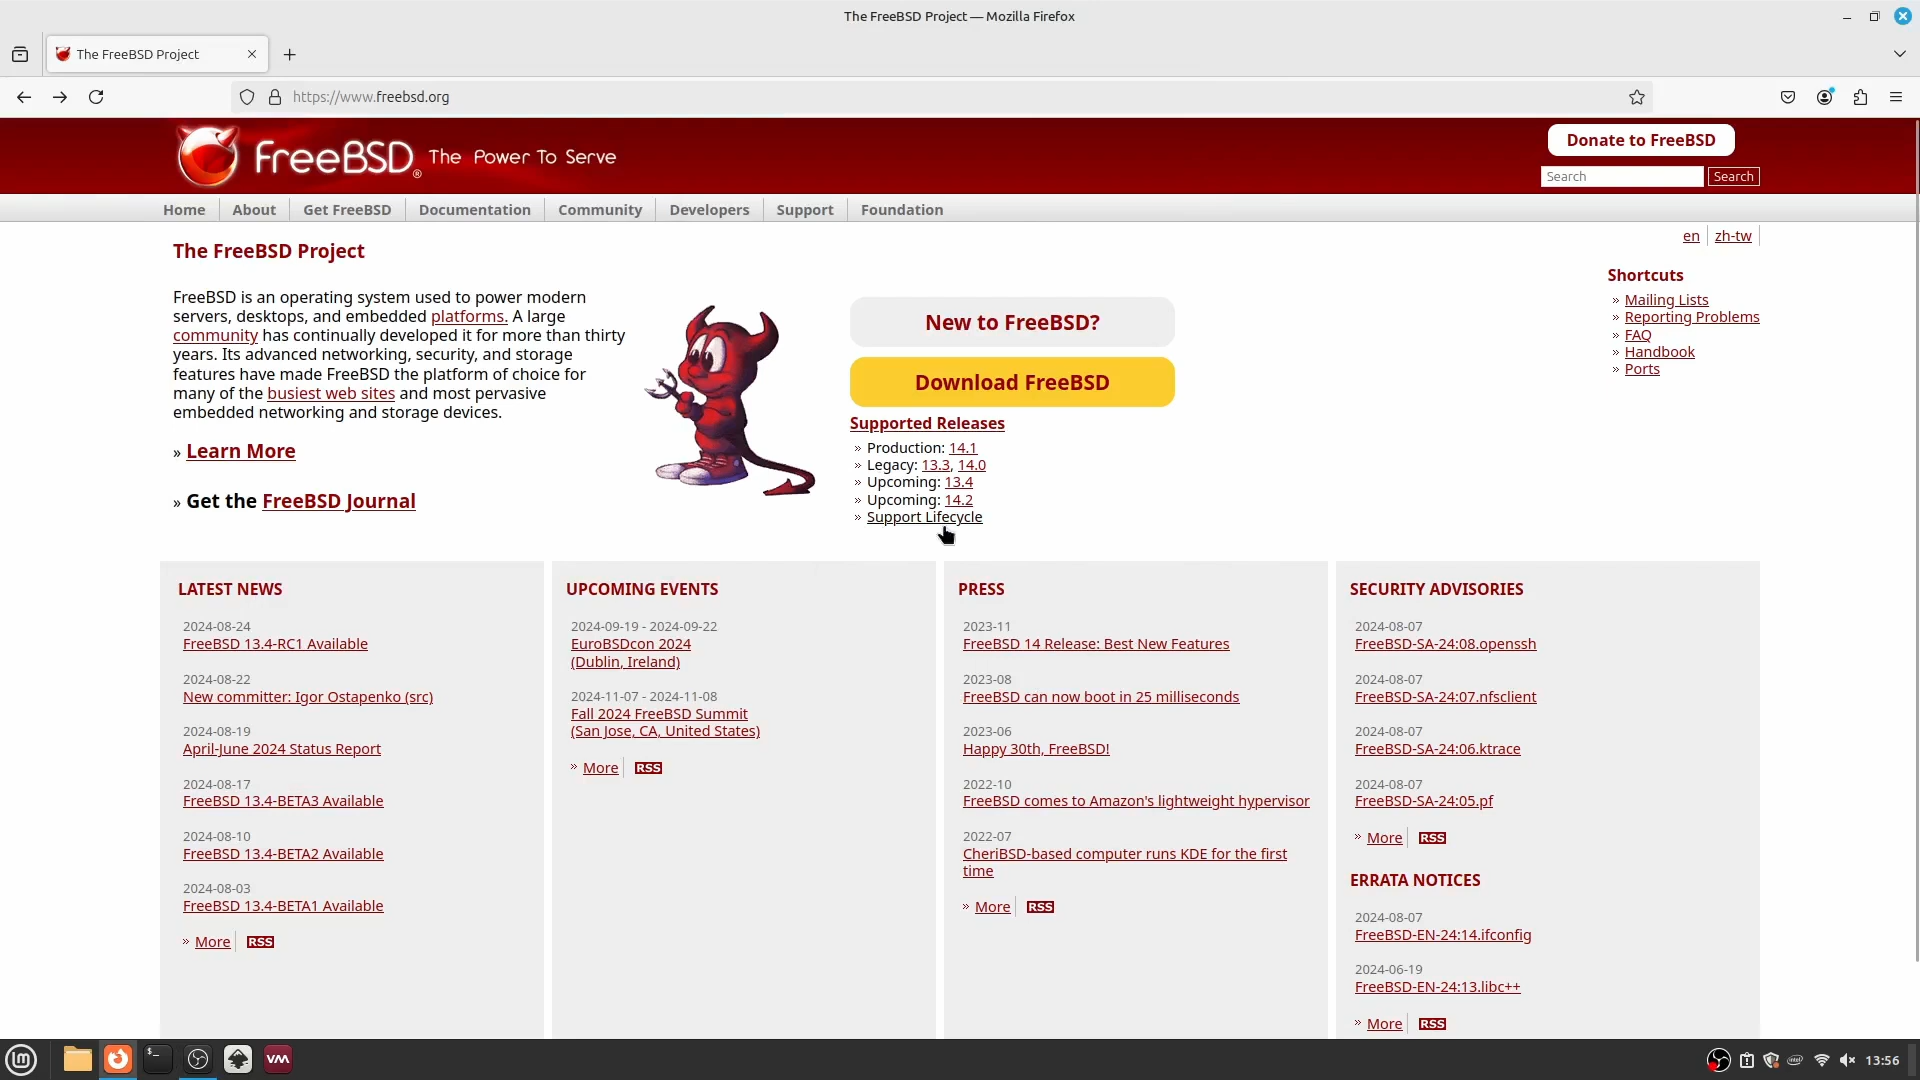 The FreeBSD Project — Mozilla Firefox
The FreeBSD Project
https://www.freebsd.org
FreeBSD® The Power To Serve
Donate to FreeBSD
Search Search
Home About Get FreeBSD Documentation Community Developers Support Foundation
en zh-tw
The FreeBSD Project
FreeBSD is an operating system used to power modern
servers, desktops, and embedded platforms. A large
community has continually developed it for more than thirty
years. Its advanced networking, security, and storage
features have made FreeBSD the platform of choice for
many of the busiest web sites and most pervasive
embedded networking and storage devices.
» Learn More
» Get the FreeBSD Journal
New to FreeBSD?
Download FreeBSD
Supported Releases
» Production: 14.1
» Legacy: 13.3, 14.0
» Upcoming: 13.4
» Upcoming: 14.2
» Support Lifecycle
Shortcuts
» Mailing Lists
» Reporting Problems
» FAQ
» Handbook
» Ports
LATEST NEWS
2024-08-24
FreeBSD 13.4-RC1 Available
2024-08-22
New committer: Igor Ostapenko (src)
2024-08-19
April-June 2024 Status Report
2024-08-17
FreeBSD 13.4-BETA3 Available
2024-08-10
FreeBSD 13.4-BETA2 Available
2024-08-03
FreeBSD 13.4-BETA1 Available
» More RSS
UPCOMING EVENTS
2024-09-19 - 2024-09-22
EuroBSDcon 2024
(Dublin, Ireland)
2024-11-07 - 2024-11-08
Fall 2024 FreeBSD Summit
(San Jose, CA, United States)
» More RSS
PRESS
2023-11
FreeBSD 14 Release: Best New Features
2023-08
FreeBSD can now boot in 25 milliseconds
2023-06
Happy 30th, FreeBSD!
2022-10
FreeBSD comes to Amazon's lightweight hypervisor
2022-07
CheriBSD-based computer runs KDE for the first
time
» More RSS
SECURITY ADVISORIES
2024-08-07
FreeBSD-SA-24:08.openssh
2024-08-07
FreeBSD-SA-24:07.nfsclient
2024-08-07
FreeBSD-SA-24:06.ktrace
2024-08-07
FreeBSD-SA-24:05.pf
» More RSS
ERRATA NOTICES
2024-08-07
FreeBSD-EN-24:14.ifconfig
2024-06-19
FreeBSD-EN-24:13.libc++
» More RSS
13:56